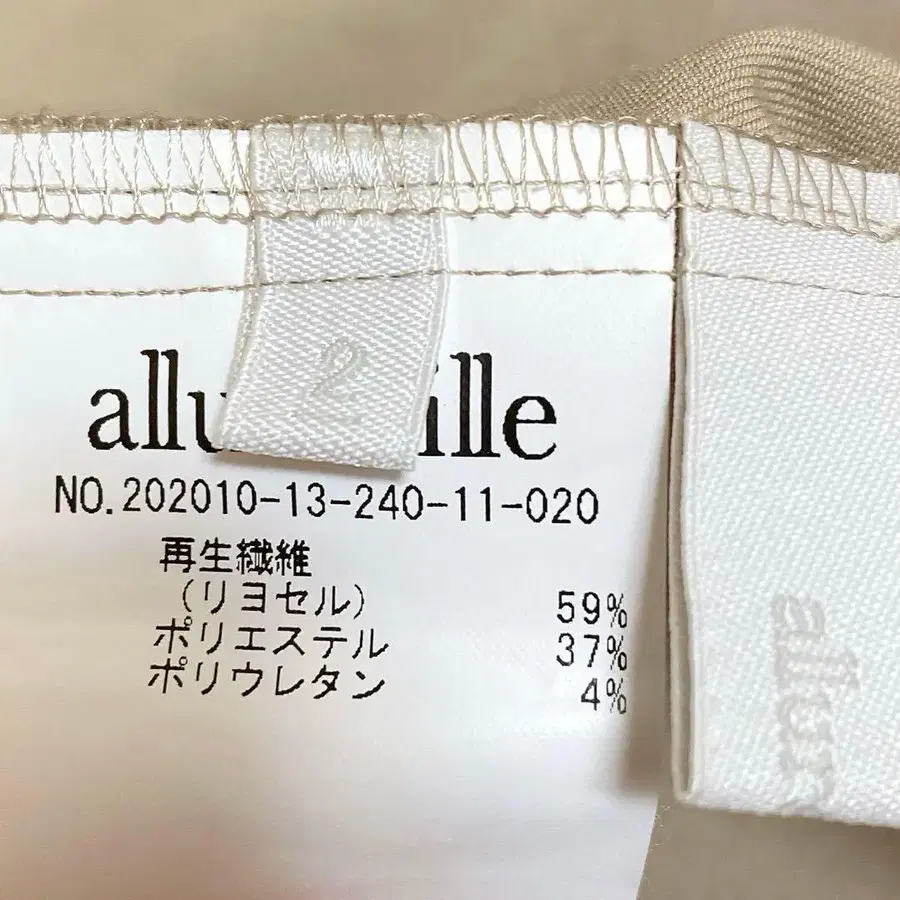 2
allu ille
NO.202010-13-240-11-020
再生繊維
(リヨセル) 59%
ポリエステル 37%
ポリウレタン 4%